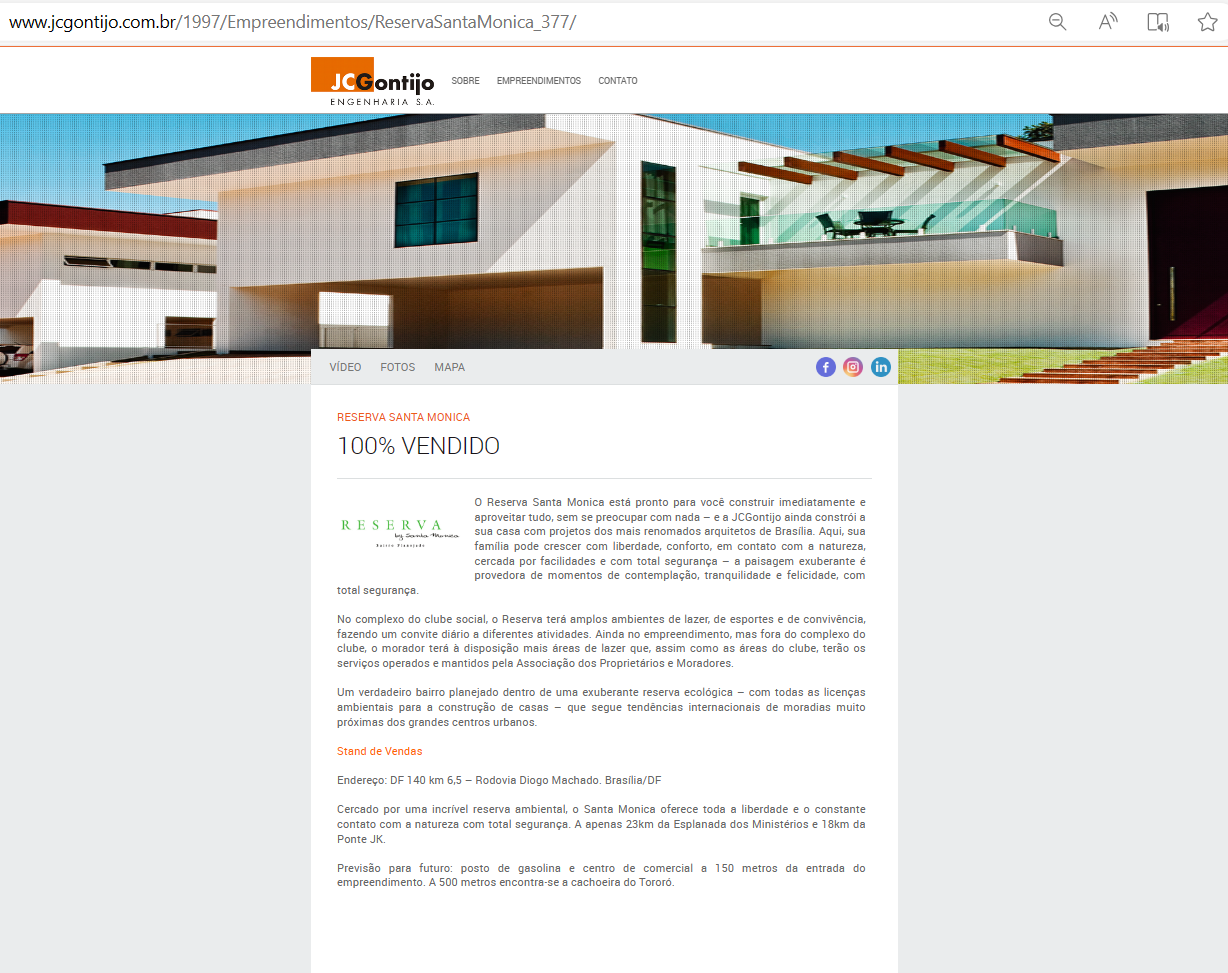 www.jcgontijo.com.br/1997/Empreendimentos/ReservaSantaMonica_377/
JCGontijo
ENGENHARIA S.A.
SOBRE EMPREENDIMENTOS CONTATO
VÍDEO FOTOS MAPA
RESERVA SANTA MONICA
100% VENDIDO
RESERVA
by Santa Monica
Bairro Planejado
O Reserva Santa Monica está pronto para você construir imediatamente e
aproveitar tudo, sem se preocupar com nada – e a JCGontijo ainda constrói a
sua casa com projetos dos mais renomados arquitetos de Brasília. Aqui, sua
família pode crescer com liberdade, conforto, em contato com a natureza,
cercada por facilidades e com total segurança – a paisagem exuberante é
provedora de momentos de contemplação, tranquilidade e felicidade, com
total segurança.
No complexo do clube social, o Reserva terá amplos ambientes de lazer, de esportes e de convivência,
fazendo um convite diário a diferentes atividades. Ainda no empreendimento, mas fora do complexo do
clube, o morador terá à disposição mais áreas de lazer que, assim como as áreas do clube, terão os
serviços operados e mantidos pela Associação dos Proprietários e Moradores.
Um verdadeiro bairro planejado dentro de uma exuberante reserva ecológica – com todas as licenças
ambientais para a construção de casas – que segue tendências internacionais de moradias muito
próximas dos grandes centros urbanos.
Stand de Vendas
Endereço: DF 140 km 6,5 – Rodovia Diogo Machado. Brasília/DF
Cercado por uma incrível reserva ambiental, o Santa Monica oferece toda a liberdade e o constante
contato com a natureza com total segurança. A apenas 23km da Esplanada dos Ministérios e 18km da
Ponte JK.
Previsão para futuro: posto de gasolina e centro de comercial a 150 metros da entrada do
empreendimento. A 500 metros encontra-se a cachoeira do Tororó.